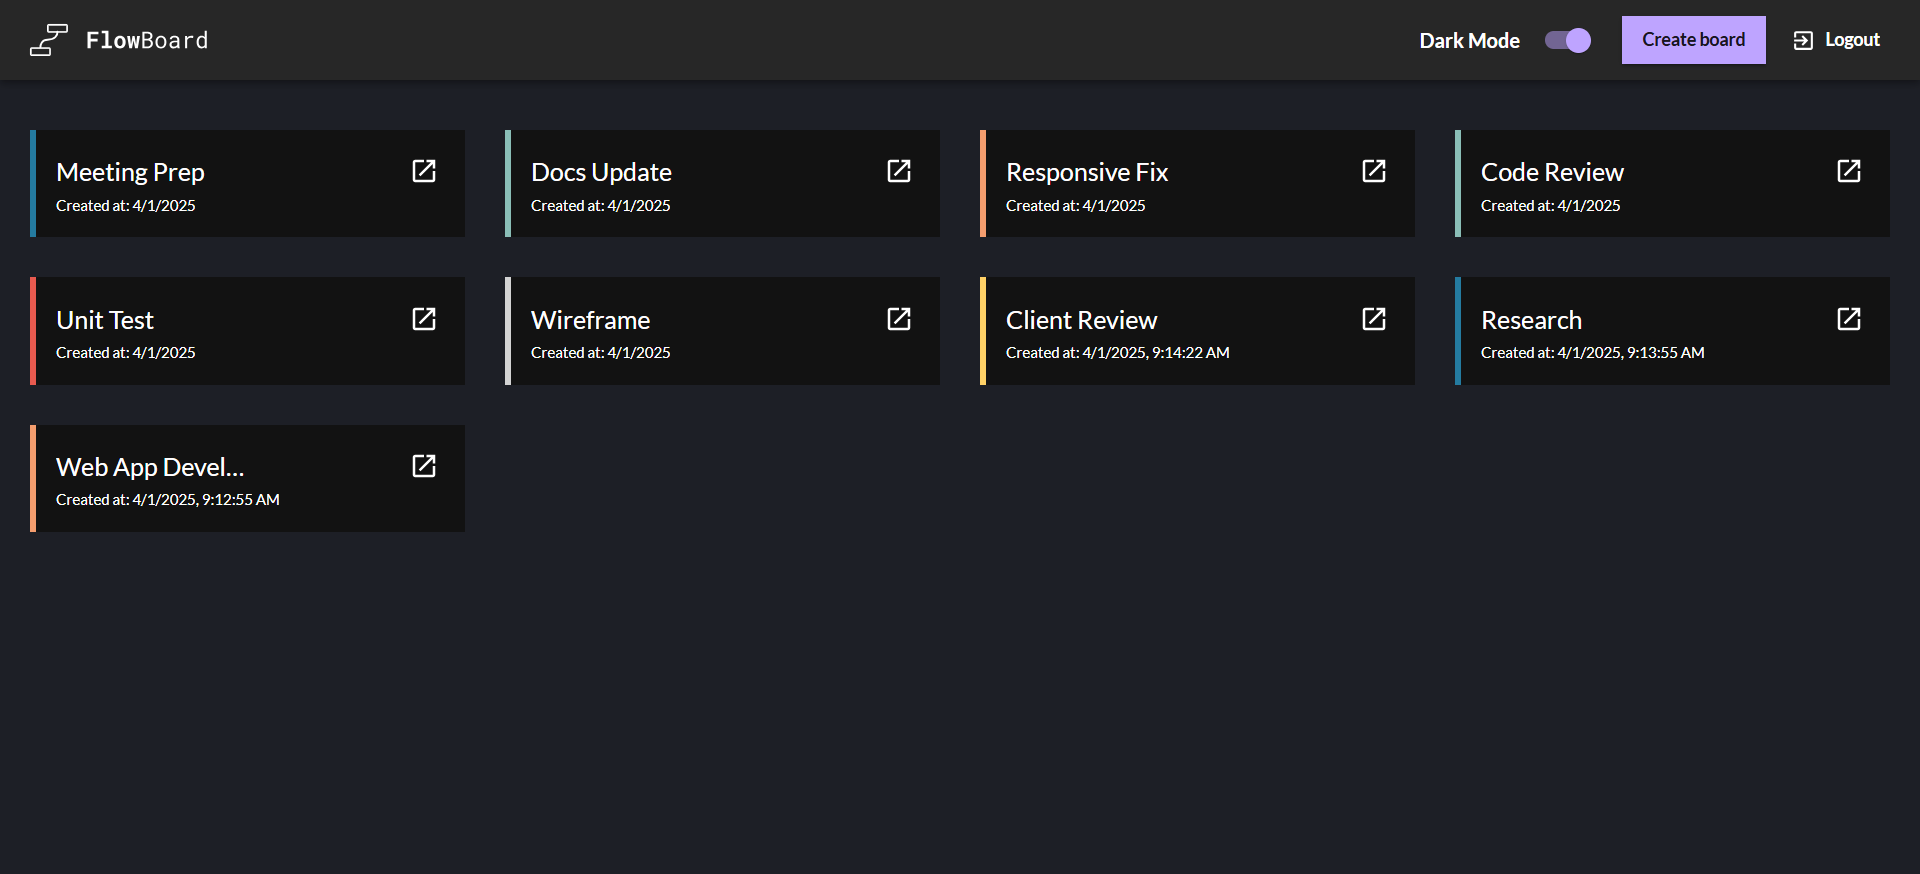 FlowBoard
Dark Mode
Create board
Logout
Meeting Prep
Created at: 4/1/2025
Docs Update
Created at: 4/1/2025
Responsive Fix
Created at: 4/1/2025
Code Review
Created at: 4/1/2025
Unit Test
Created at: 4/1/2025
Wireframe
Created at: 4/1/2025
Client Review
Created at: 4/1/2025, 9:14:22 AM
Research
Created at: 4/1/2025, 9:13:55 AM
Web App Devel...
Created at: 4/1/2025, 9:12:55 AM